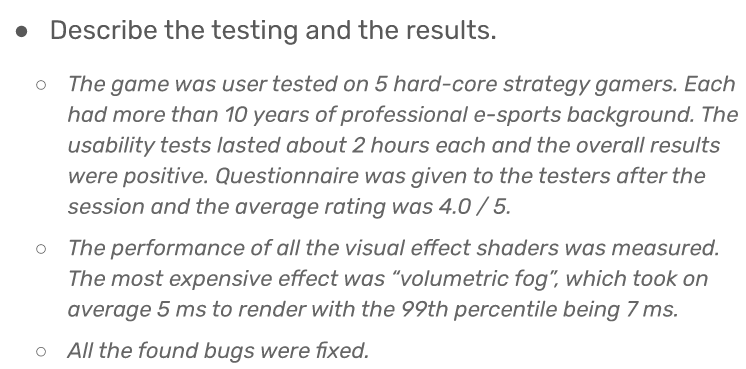 ● Describe the testing and the results.
○ The game was user tested on 5 hard-core strategy gamers. Each
had more than 10 years of professional e-sports background. The
usability tests lasted about 2 hours each and the overall results
were positive. Questionnaire was given to the testers after the
session and the average rating was 4.0 / 5.
○ The performance of all the visual effect shaders was measured.
The most expensive effect was “volumetric fog”, which took on
average 5 ms to render with the 99th percentile being 7 ms.
○ All the found bugs were fixed.